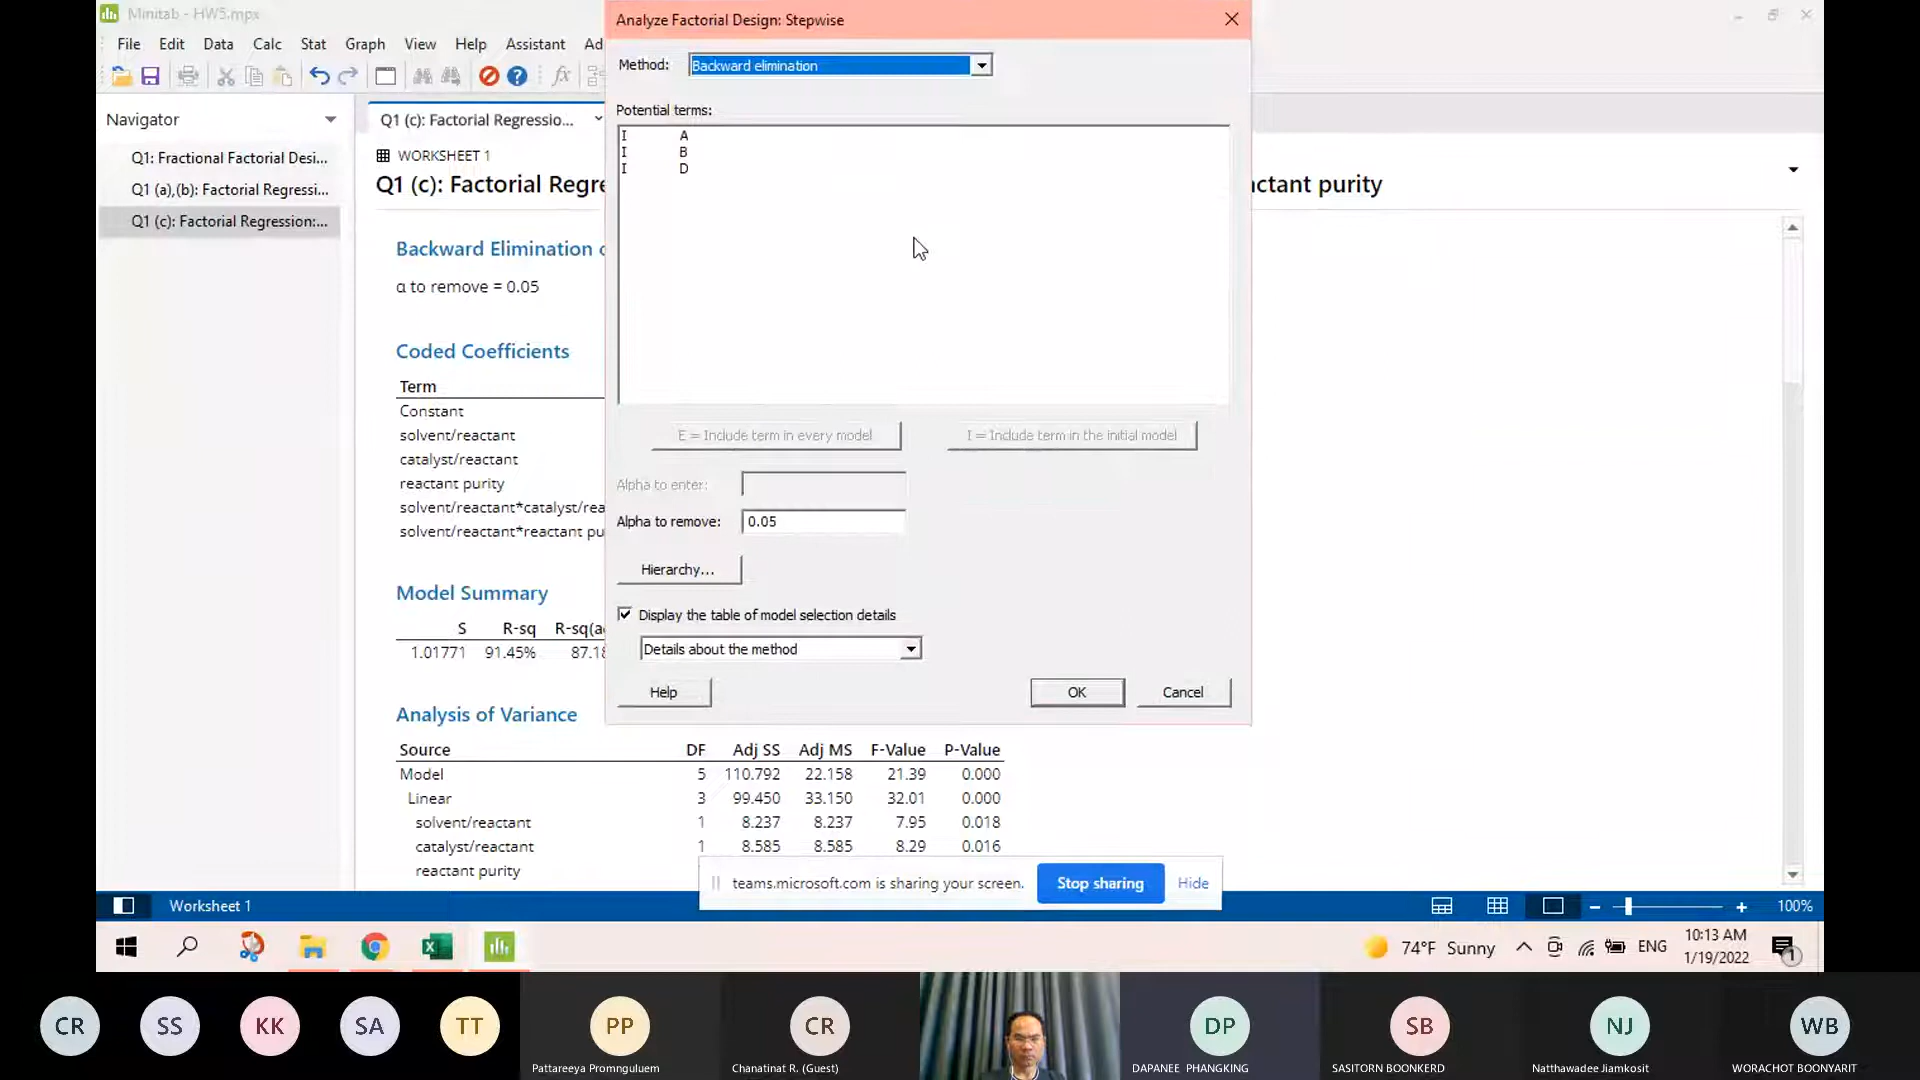 Minitab - HW5.mpx
File Edit Data Calc Stat Graph View Help Assistant Ad
Analyze Factorial Design: Stepwise
Method: Backward elimination
Potential terms:
I A
I B
I D
E = Include term in every model
I = Include term in the initial model
Alpha to enter:
Alpha to remove: 0.05
Hierarchy...
Display the table of model selection details
Details about the method
Help OK Cancel
Navigator
Q1: Fractional Factorial Desi...
Q1 (a),(b): Factorial Regressi...
Q1 (c): Factorial Regression:...
Q1 (c): Factorial Regressio...
WORKSHEET 1
Q1 (c): Factorial Regre
actant purity
Backward Elimination
α to remove = 0.05
Coded Coefficients
Term
Constant
solvent/reactant
catalyst/reactant
reactant purity
solvent/reactant*catalyst/rea
solvent/reactant*reactant pu
Model Summary
S R-sq R-sq(a
1.01771 91.45% 87.18
Analysis of Variance
Source DF Adj SS Adj MS F-Value P-Value
Model 5 110.792 22.158 21.39 0.000
Linear 3 99.450 33.150 32.01 0.000
solvent/reactant 1 8.237 8.237 7.95 0.018
catalyst/reactant 1 8.585 8.585 8.29 0.016
reactant purity
teams.microsoft.com is sharing your screen. Stop sharing Hide
Worksheet 1
100%
74°F Sunny
ENG
10:13 AM
1/19/2022
1
CR SS KK SA TT PP CR DP SB NJ WB
Pattareeya Promnguluem
Chanatinat R. (Guest)
DAPANEE PHANGKING
SASITORN BOONKERD
Natthawadee Jiamkosit
WORACHOT BOONYARIT